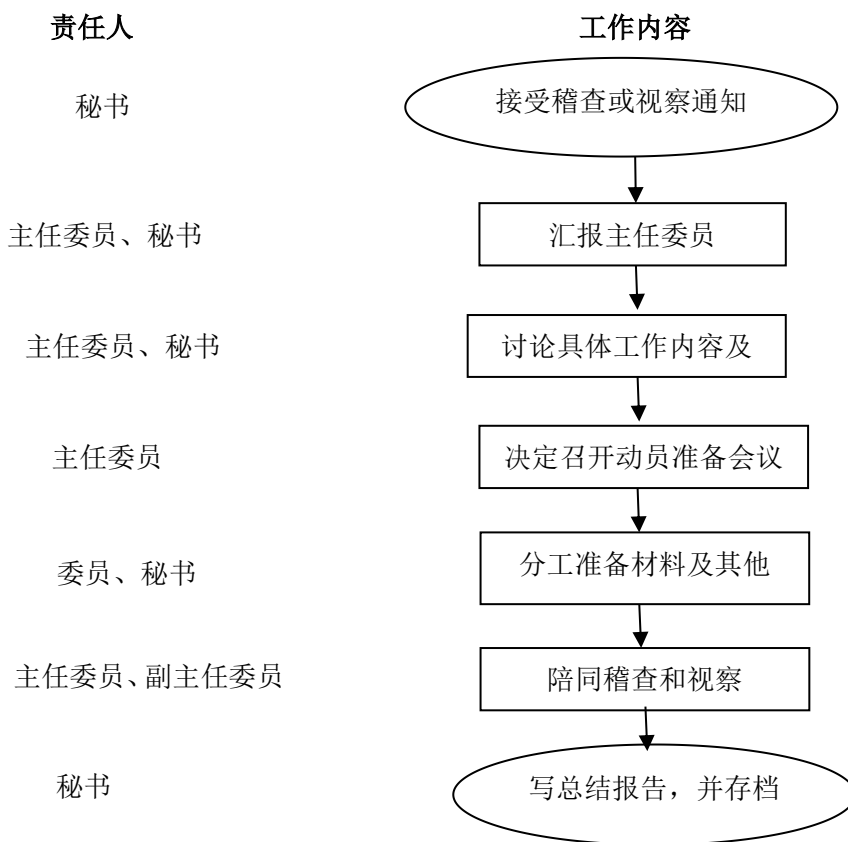 责任人 工作内容
秘书 接受稽查或视察通知
主任委员、秘书 汇报主任委员
主任委员、秘书 讨论具体工作内容及
主任委员 决定召开动员准备会议
委员、秘书 分工准备材料及其他
主任委员、副主任委员 陪同稽查和视察
秘书 写总结报告，并存档